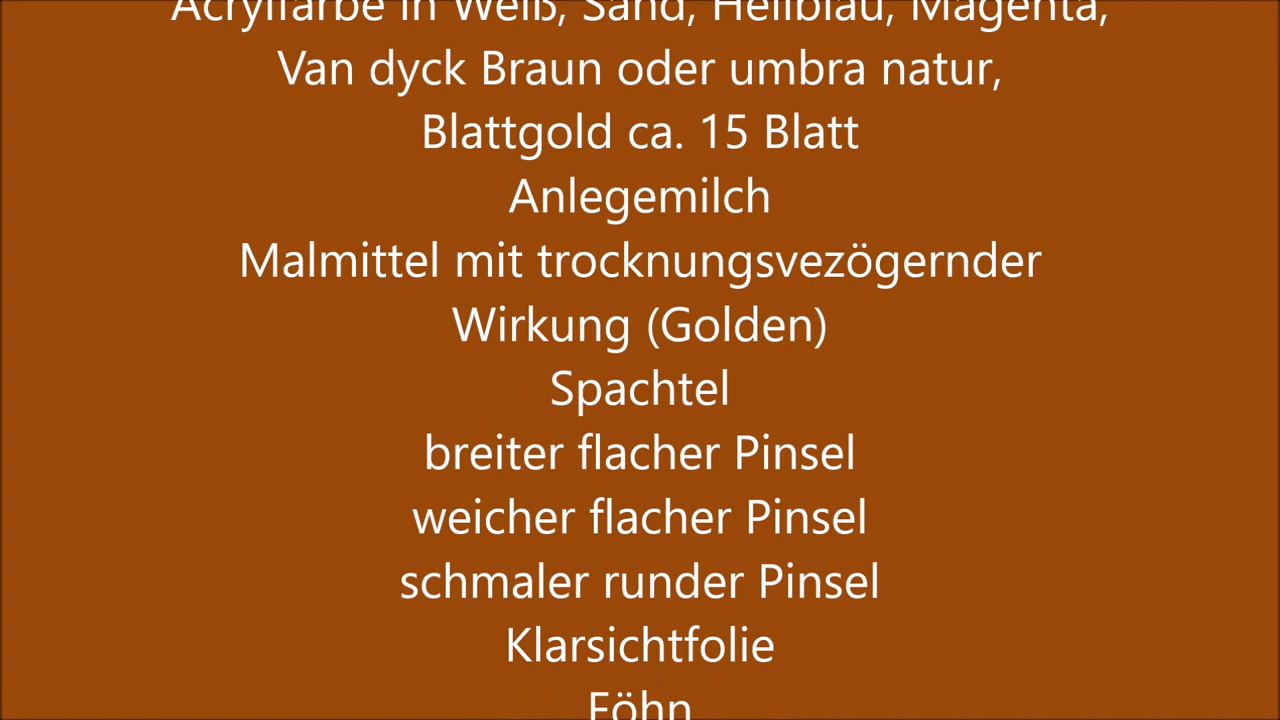 Acrylfarbe in Weiß, Sand, Hellblau, Magenta,
Van dyck Braun oder umbra natur,
Blattgold ca. 15 Blatt
Anlegemilch
Malmittel mit trocknungsvezögernder
Wirkung (Golden)
Spachtel
breiter flacher Pinsel
weicher flacher Pinsel
schmaler runder Pinsel
Klarsichtfolie
Föhn